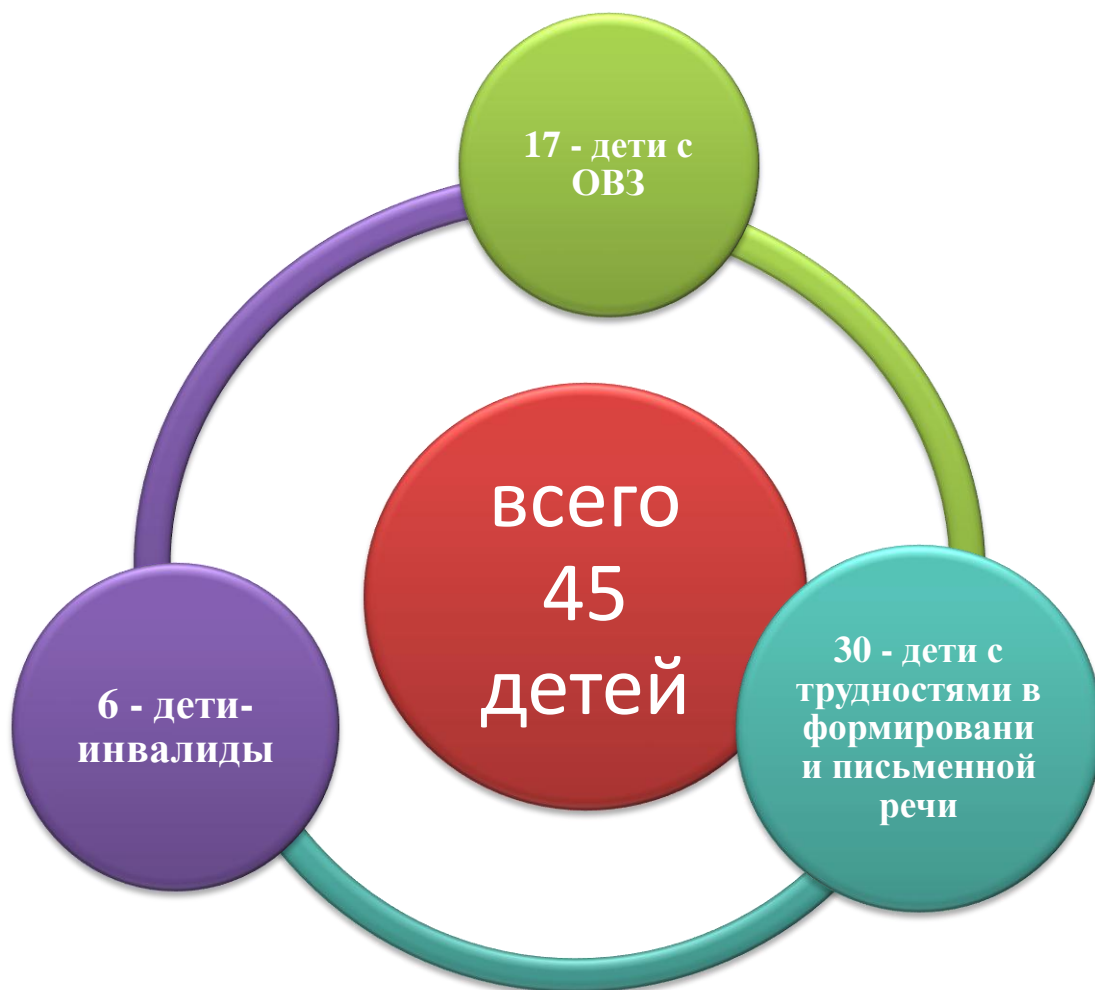 17 - дети с
ОВЗ
всего
45
детей
30 - дети с
трудностями в
формировани
и письменной
речи
6 - дети-
инвалиды